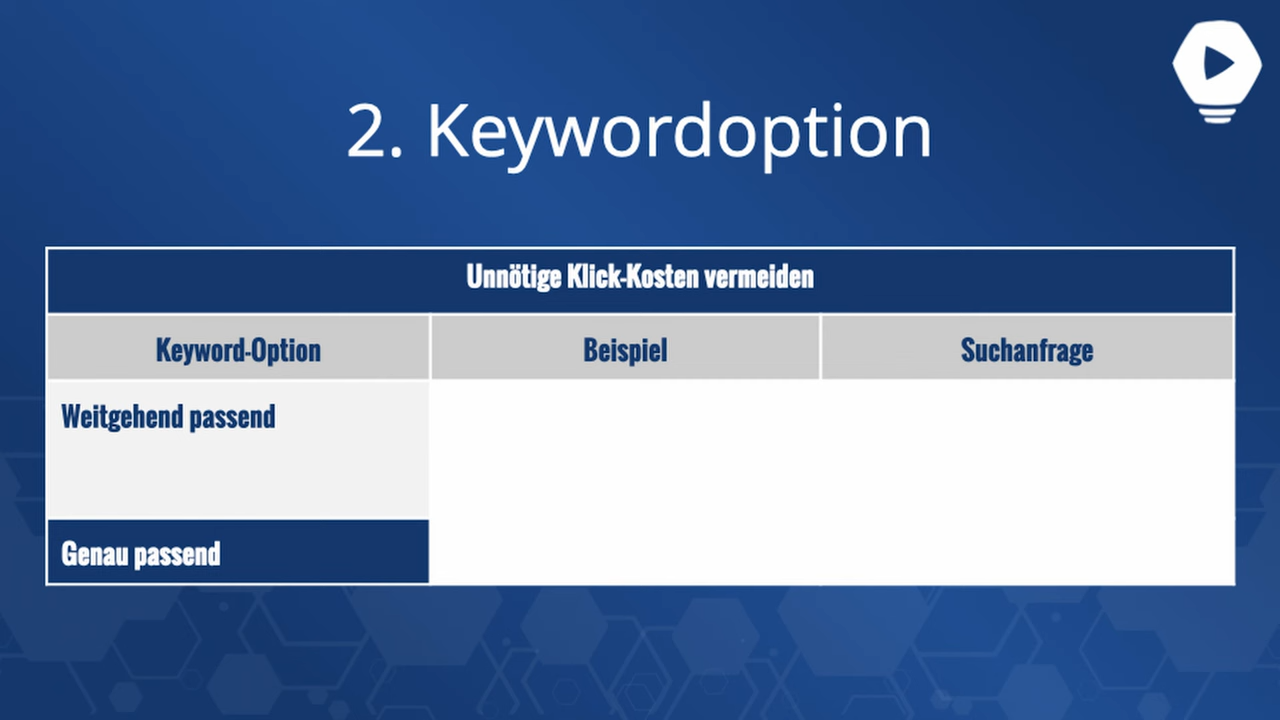 2. Keywordoption
Unnötige Klick-Kosten vermeiden
Keyword-Option Beispiel Suchanfrage
Weitgehend passend
Genau passend